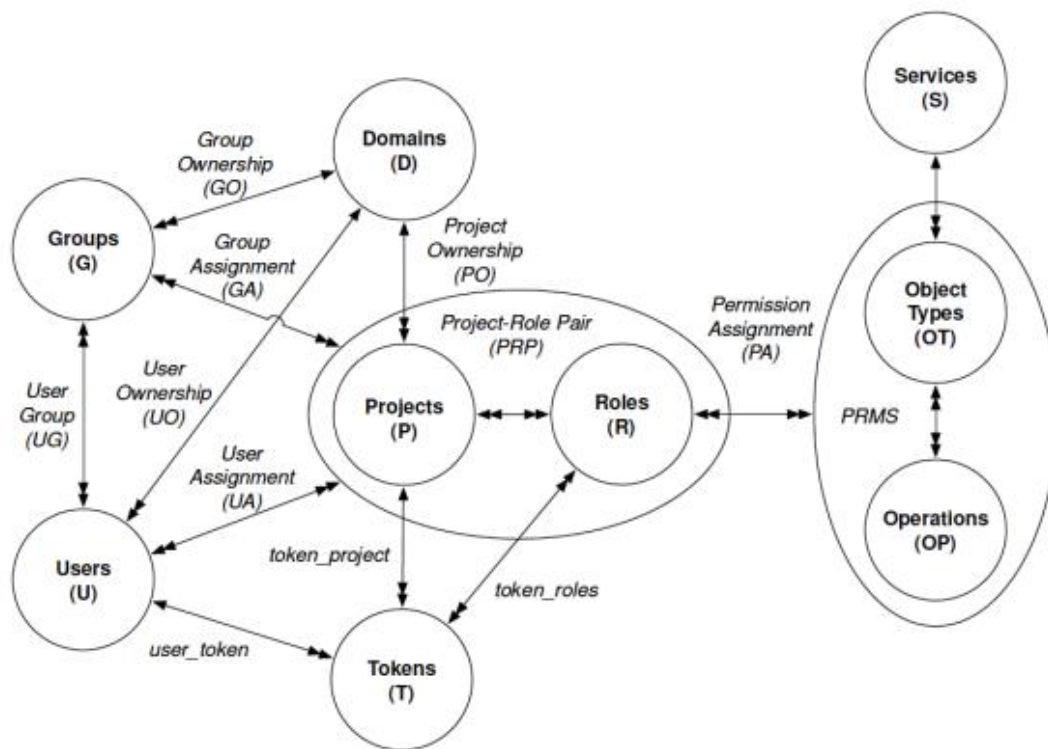 Services
(S)
Domains
(D)
Group
Ownership
(GO)
Groups
(G)
Group
Assignment
(GA)
Project
Ownership
(PO)
Object
Types
(OT)
Project-Role Pair
(PRP)
Permission
Assignment
(PA)
User
Group
(UG)
User
Ownership
(UO)
Projects
(P)
Roles
(R)
PRMS
User
Assignment
(UA)
Operations
(OP)
Users
(U)
token_project
token_roles
user_token
Tokens
(T)